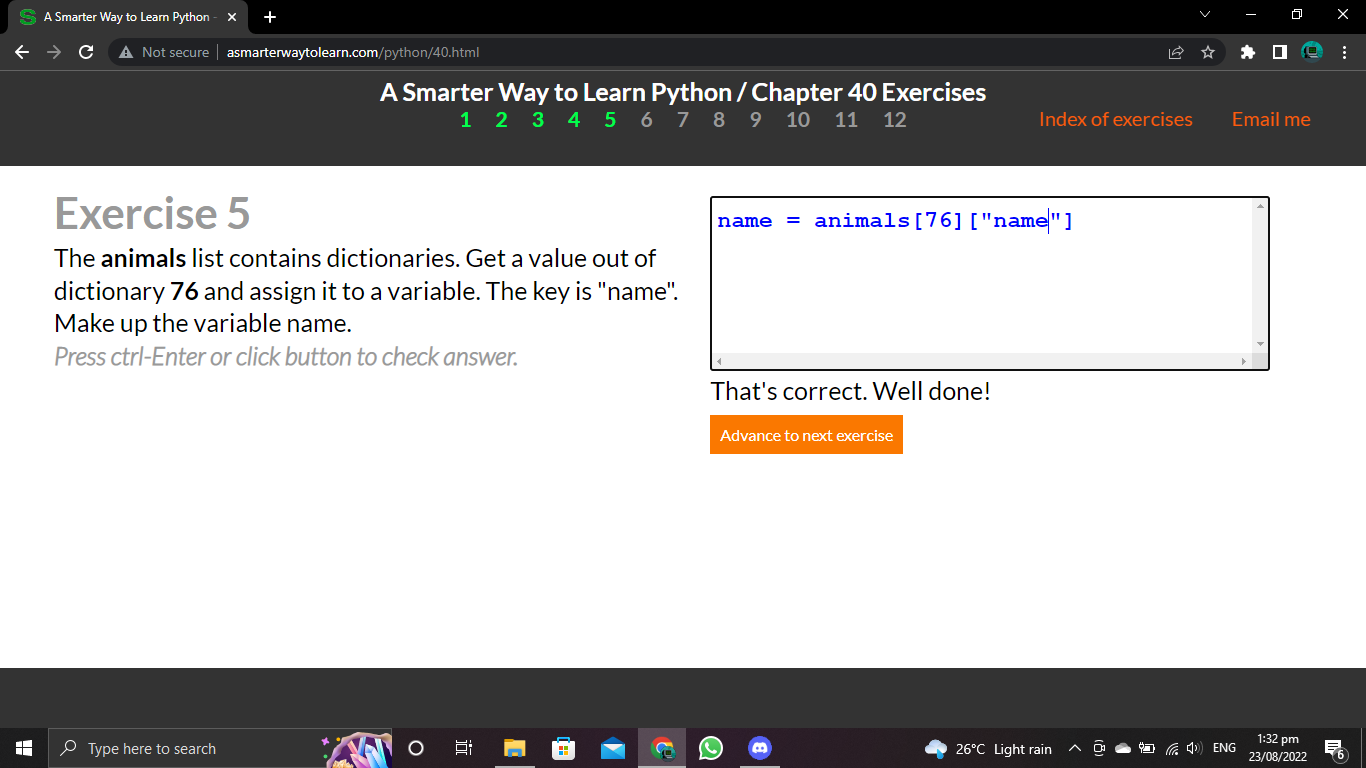 A Smarter Way to Learn Python -
Not secure
asmarterwaytolearn.com/python/40.html
A Smarter Way to Learn Python / Chapter 40 Exercises
1 2 3 4 5 6 7 8 9 10 11 12
Index of exercises
Email me
Exercise 5
The animals list contains dictionaries. Get a value out of
dictionary 76 and assign it to a variable. The key is "name".
Make up the variable name.
Press ctrl-Enter or click button to check answer.
name = animals[76]["name"]
That's correct. Well done!
Advance to next exercise
Type here to search
26°C Light rain
ENG
1:32 pm
23/08/2022
6